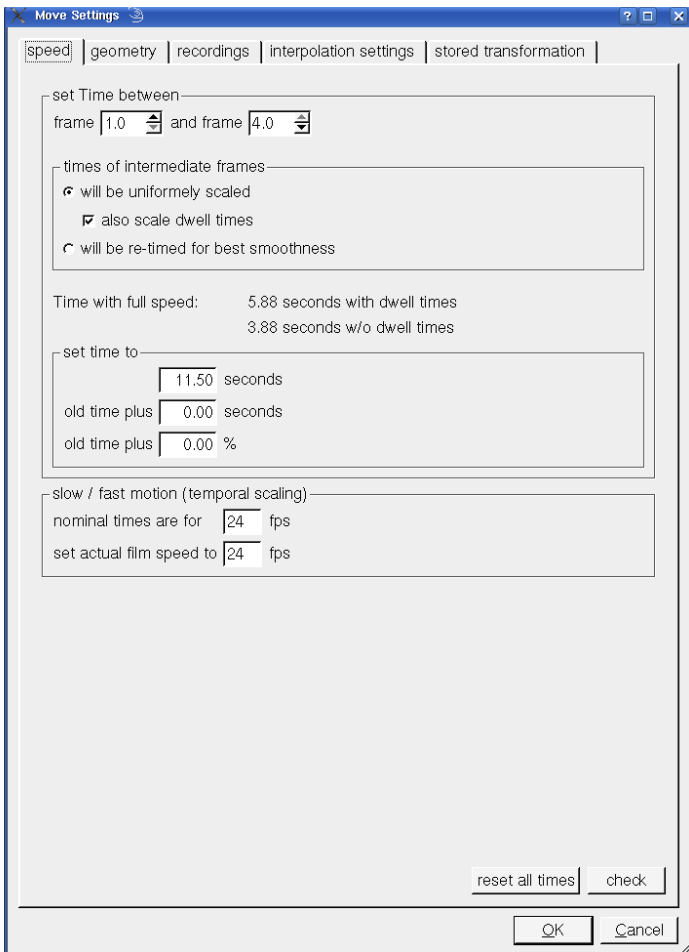 Move Settings
speed geometry recordings interpolation settings stored transformation
set Time between
frame 1.0 and frame 4.0
times of intermediate frames
will be uniformely scaled
also scale dwell times
will be re-timed for best smoothness
Time with full speed: 5.88 seconds with dwell times
3.88 seconds w/o dwell times
set time to
11.50 seconds
old time plus 0.00 seconds
old time plus 0.00 %
slow / fast motion (temporal scaling)
nominal times are for 24 fps
set actual film speed to 24 fps
reset all times check
OK Cancel